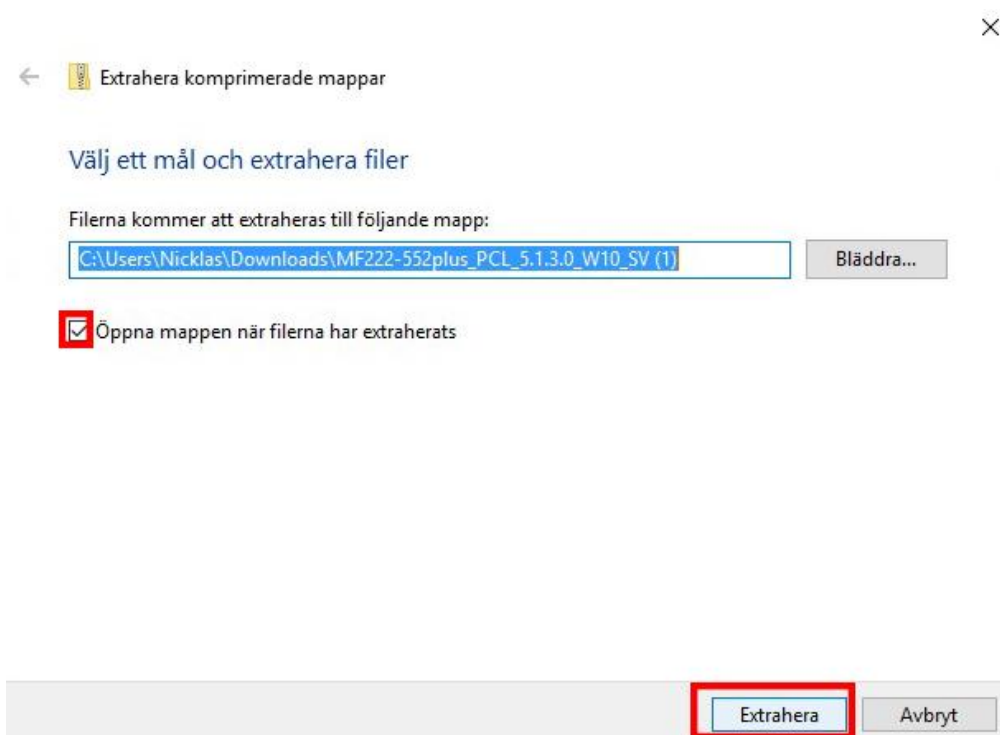 Extrahera komprimerade mappar
Välj ett mål och extrahera filer
Filerna kommer att extraheras till följande mapp:
C:\Users\Nicklas\Downloads\MF222-552plus_PCL_5.1.3.0_W10_SV (1)
Bläddra...
Öppna mappen när filerna har extraherats
Extrahera
Avbryt